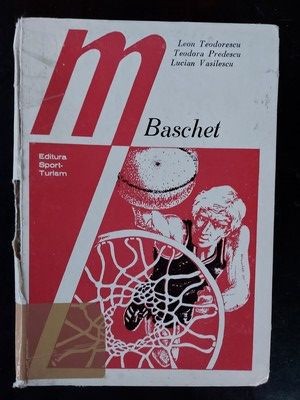 Leon Teodorescu
Teodora Predescu
Lucian Vasilescu
m
Baschet
Editura
Sport-
Turism